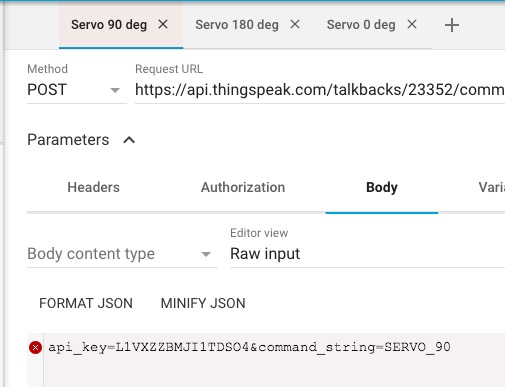 Servo 90 deg × Servo 180 deg × Servo 0 deg × +
Method Request URL
POST https://api.thingspeak.com/talkbacks/23352/comm
Parameters
Headers Authorization Body Vari
Editor view
Body content type Raw input
FORMAT JSON MINIFY JSON
api_key=L1VXZZBMJI1TDSO4&command_string=SERVO_90